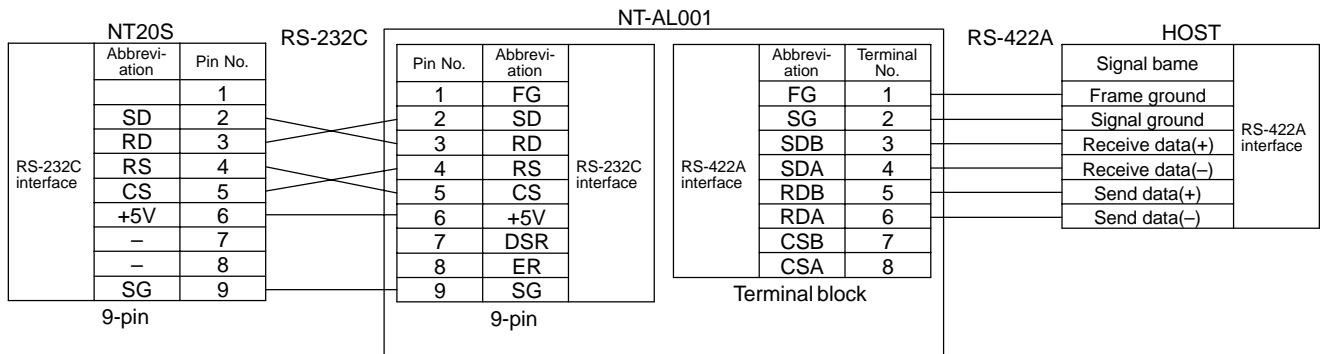 NT-AL001
NT20S
RS-232C
RS-422A
HOST
RS-232C interface
Abbrevi-ation Pin No.
1
SD 2
RD 3
RS 4
CS 5
+5V 6
– 7
– 8
SG 9
9-pin
Pin No. Abbrevi-ation
1 FG
2 SD
3 RD
4 RS
5 CS
6 +5V
7 DSR
8 ER
9 SG
RS-232C interface
9-pin
RS-422A interface
Abbrevi-ation Terminal No.
FG 1
SG 2
SDB 3
SDA 4
RDB 5
RDA 6
CSB 7
CSA 8
Terminal block
Signal bame
Frame ground
Signal ground
Receive data(+)
Receive data(–)
Send data(+)
Send data(–)
RS-422A interface